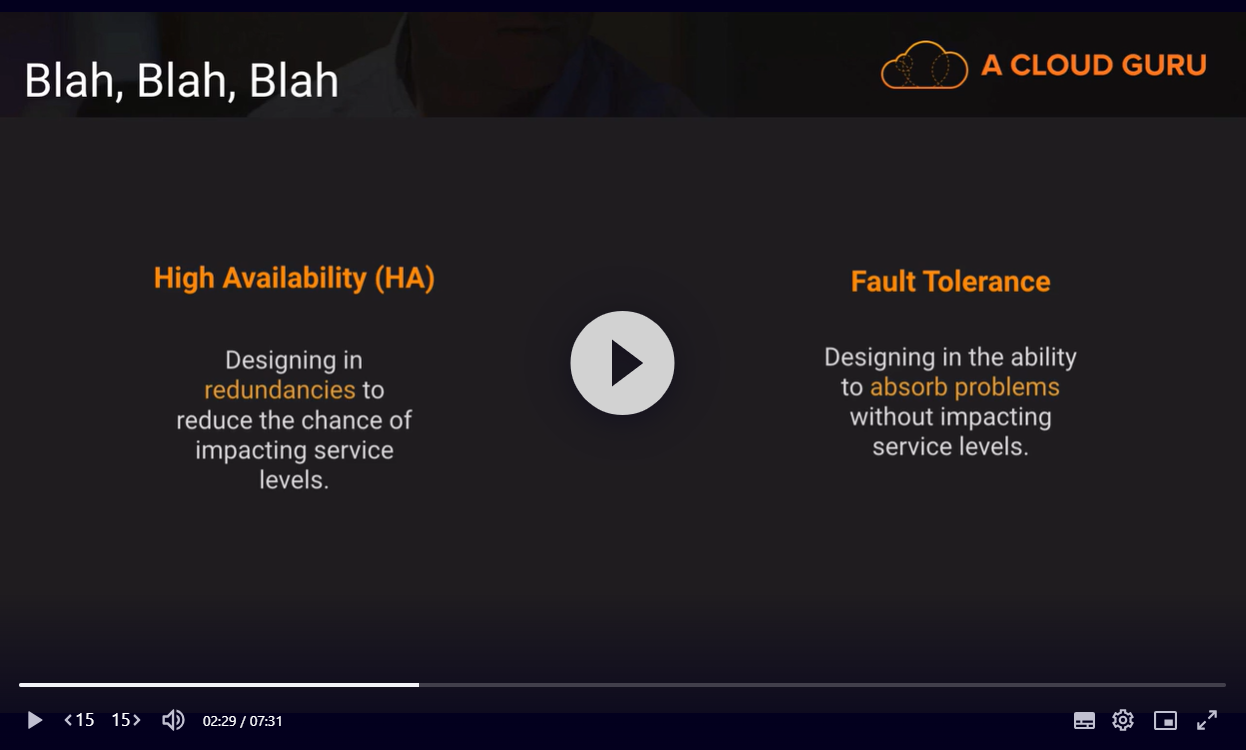 Blah, Blah, Blah
A CLOUD GURU
High Availability (HA)
Designing in
redundancies to
reduce the chance of
impacting service
levels.
Fault Tolerance
Designing in the ability
to absorb problems
without impacting
service levels.
15 15 02:29 / 07:31